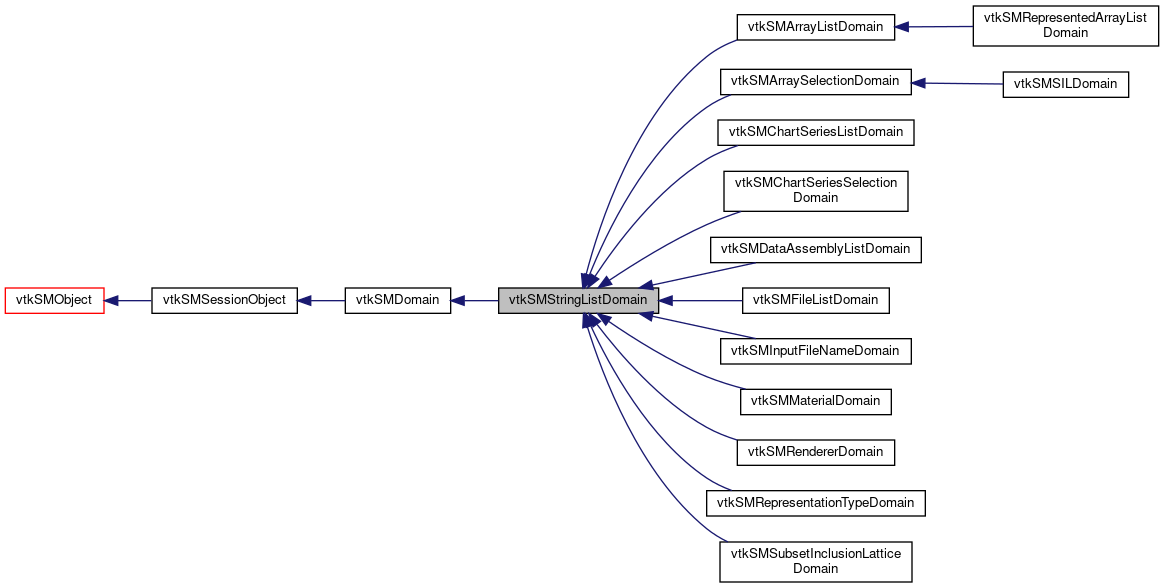 vtkSMObject
vtkSMSessionObject
vtkSMDomain
vtkSMStringListDomain
vtkSMArrayListDomain
vtkSMRepresentedArrayList
Domain
vtkSMArraySelectionDomain
vtkSMSILDomain
vtkSMChartSeriesListDomain
vtkSMChartSeriesSelection
Domain
vtkSMDataAssemblyListDomain
vtkSMFileListDomain
vtkSMInputFileNameDomain
vtkSMMaterialDomain
vtkSMRendererDomain
vtkSMRepresentationTypeDomain
vtkSMSubsetInclusionLattice
Domain